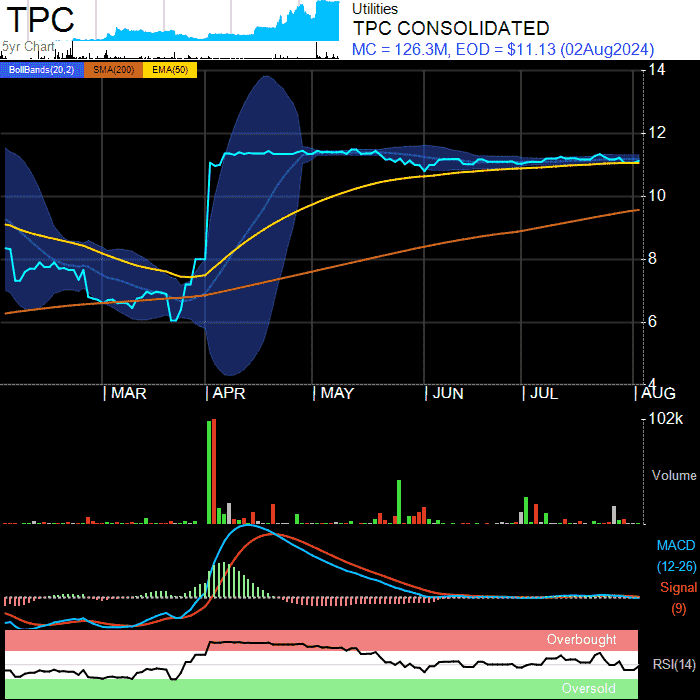 TPC
5yr Chart
Utilities
TPC CONSOLIDATED
MC = 126.3M, EOD = $11.13 (02Aug2024)
BollBands(20,2) SMA(200) EMA(50)
14
12
10
8
6
4
MAR APR MAY JUN JUL AUG
102k
Volume
MACD
(12-26)
Signal
(9)
Overbought
RSI(14)
Oversold